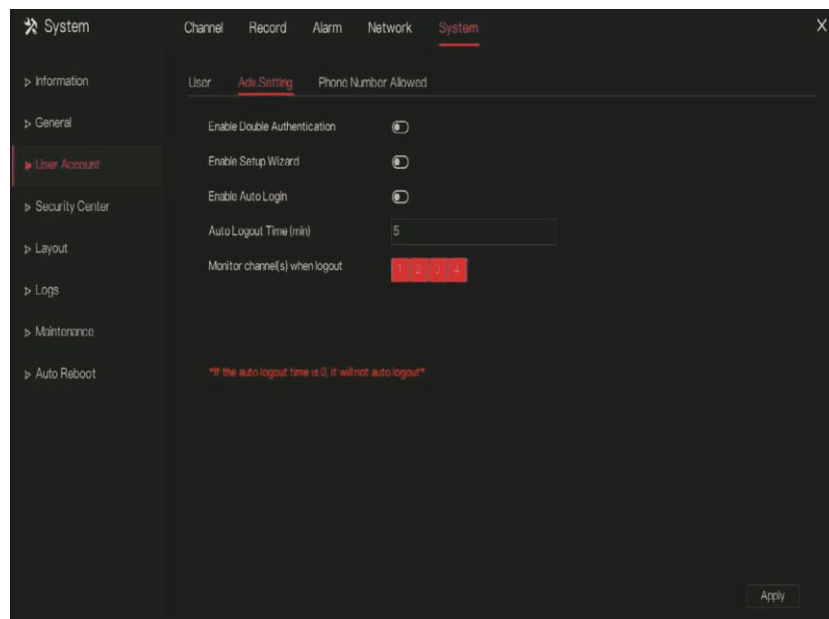 System
Channel Record Alarm Network System X
Information
General
User Account
Security Center
Layout
Logs
Maintenance
Auto Reboot
User Adv.Setting Phone Number Allowed
Enable Double Authentication
Enable Setup Wizard
Enable Auto Login
Auto Logout Time (min) 5
Monitor channel(s) when logout 1 2 3 4
*If the auto logout time is 0, it will not auto logout*
Apply